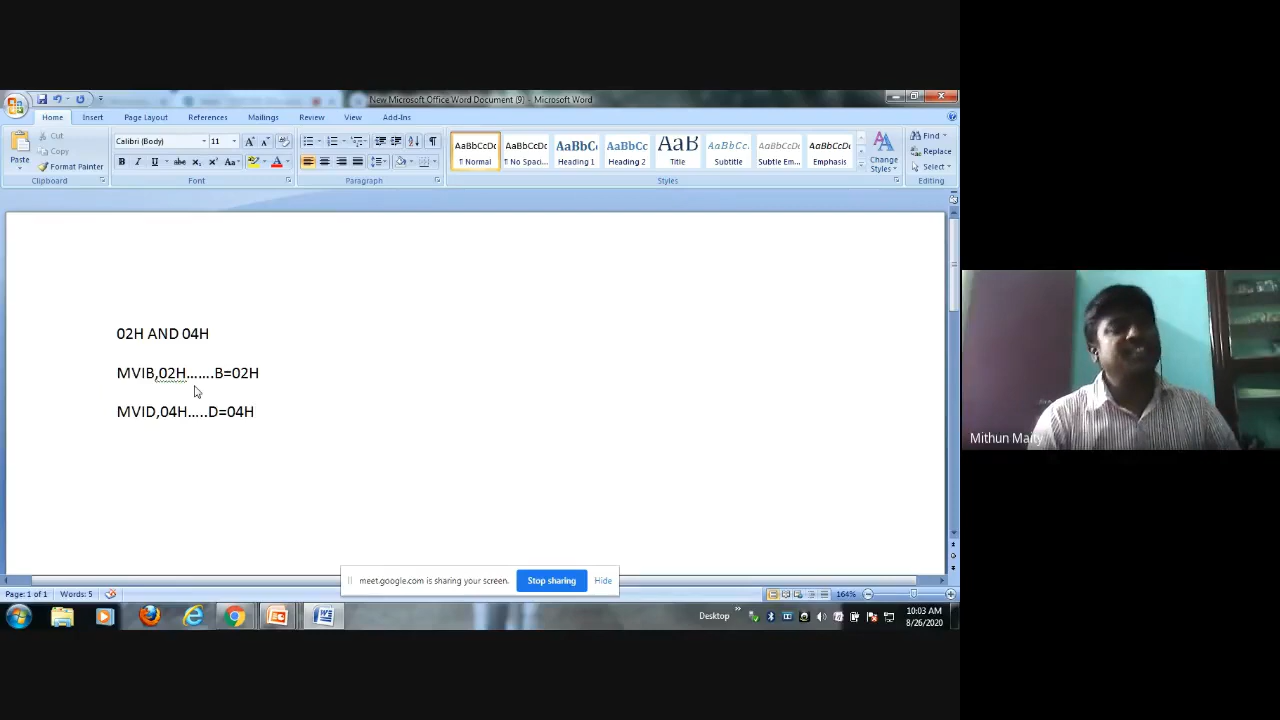 New Microsoft Office Word Document (9) - Microsoft Word
Home Insert Page Layout References Mailings Review View Add-Ins
Paste
Cut
Copy
Format Painter
Clipboard
Calibri (Body) 11
Font
Paragraph
AaBbCcDc AaBbCcDc AaBbCc AaBbCc AaB AaBbCc. AaBbCcDc AaBbCcDc
¶ Normal ¶ No Spaci... Heading 1 Heading 2 Title Subtitle Subtle Em... Emphasis
Change Styles
Styles
Find
Replace
Select
Editing
02H AND 04H
MVIB,02H…….B=02H
MVID,04H…..D=04H
Mithun Maity
meet.google.com is sharing your screen. Stop sharing Hide
Page: 1 of 1 Words: 5 164%
Desktop
10:03 AM
8/26/2020